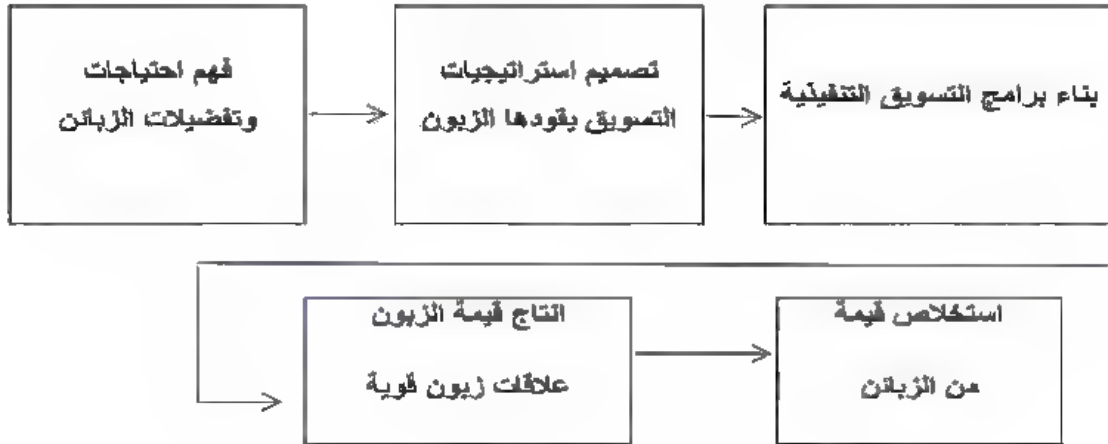 فهم احتياجات
وتفضيلات الزبائن
تصميم استراتيجيات
التسويق يقودها الزبون
بناء برامج التسويق التنفيذية
انتاج قيمة الزبون
علاقات زبون قوية
استخلاص قيمة
من الزبائن